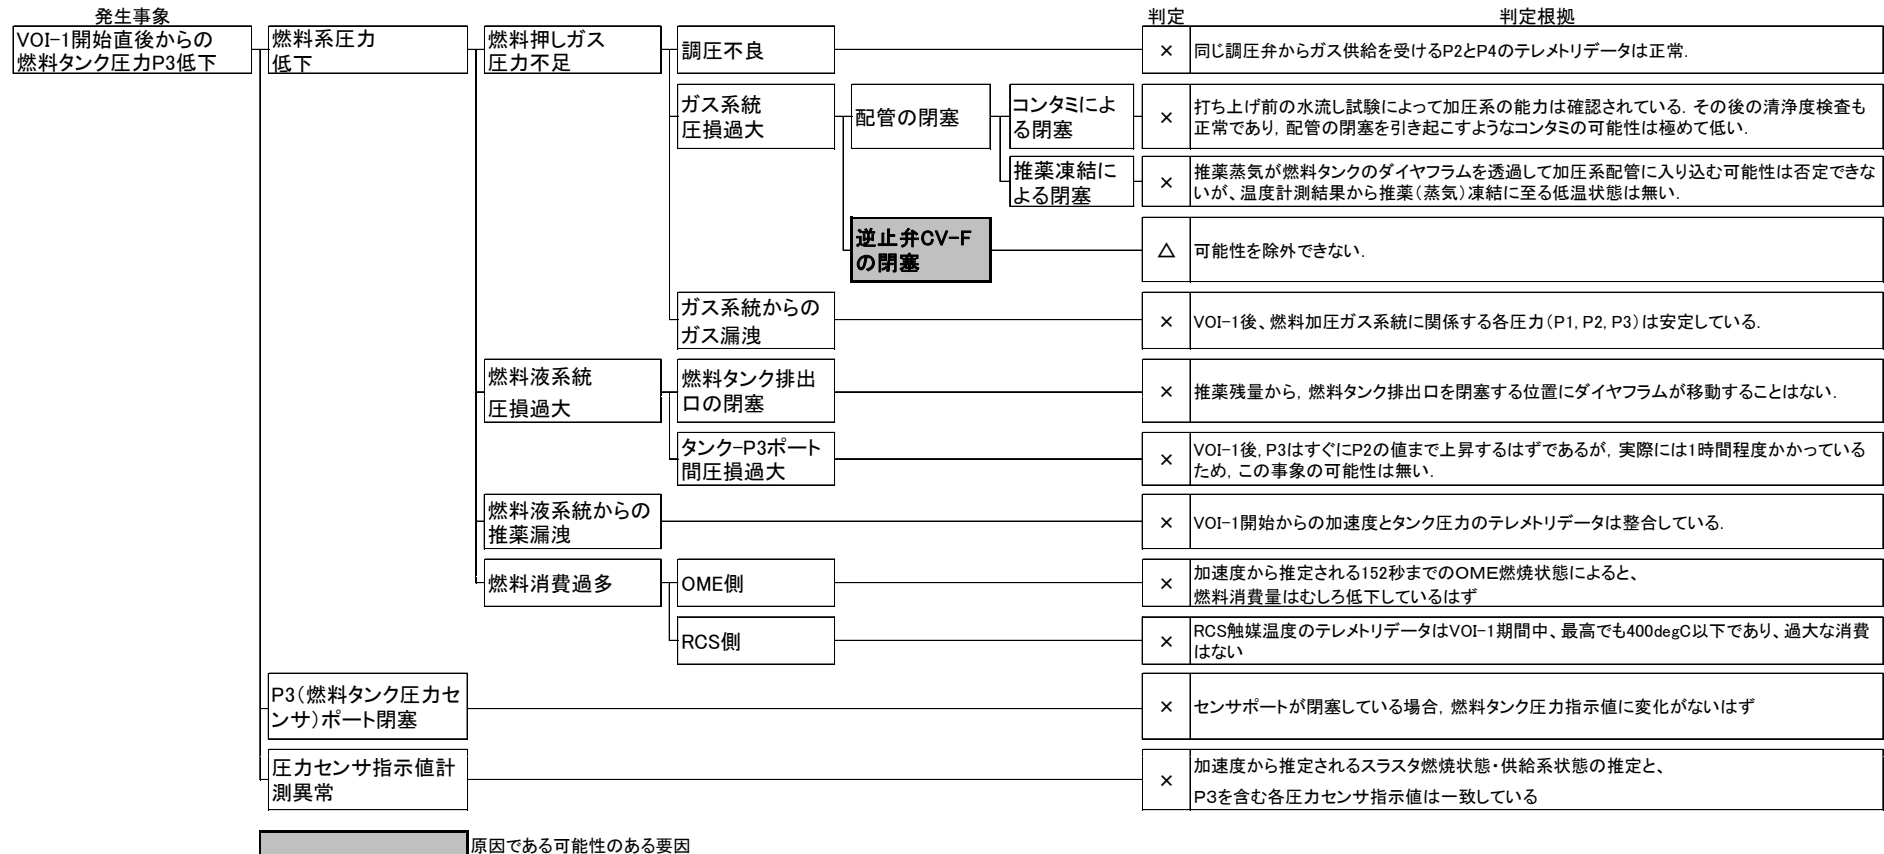 発生事象
判定
判定根拠
VOI-1開始直後からの
燃料タンク圧力P3低下
燃料系圧力
低下
燃料押しガス
圧力不足
調圧不良
×
同じ調圧弁からガス供給を受けるP2とP4のテレメトリデータは正常.
ガス系統
圧損過大
配管の閉塞
コンタミによ
る閉塞
×
打ち上げ前の水流し試験によって加圧系の能力は確認されている. その後の清浄度検査も
正常であり, 配管の閉塞を引き起こすようなコンタミの可能性は極めて低い.
推薬凍結に
よる閉塞
×
推薬蒸気が燃料タンクのダイヤフラムを透過して加圧系配管に入り込む可能性は否定できな
いが、温度計測結果から推薬(蒸気)凍結に至る低温状態は無い.
逆止弁CV-F
の閉塞
△
可能性を除外できない.
ガス系統からの
ガス漏洩
×
VOI-1後、燃料加圧ガス系統に関係する各圧力(P1, P2, P3)は安定している.
燃料液系統
圧損過大
燃料タンク排出
口の閉塞
×
推薬残量から, 燃料タンク排出口を閉塞する位置にダイヤフラムが移動することはない.
タンク-P3ポート
間圧損過大
×
VOI-1後, P3はすぐにP2の値まで上昇するはずであるが, 実際には1時間程度かかっている
ため, この事象の可能性は無い.
燃料液系統からの
推薬漏洩
×
VOI-1開始からの加速度とタンク圧力のテレメトリデータは整合している.
燃料消費過多
OME側
×
加速度から推定される152秒までのOME燃焼状態によると、
燃料消費量はむしろ低下しているはず
RCS側
×
RCS触媒温度のテレメトリデータはVOI-1期間中、最高でも400degC以下であり、過大な消費
はない
P3(燃料タンク圧力セ
ンサ)ポート閉塞
×
センサポートが閉塞している場合, 燃料タンク圧力指示値に変化がないはず
圧力センサ指示値計
測異常
×
加速度から推定されるスラスタ燃焼状態・供給系状態の推定と、
P3を含む各圧力センサ指示値は一致している
原因である可能性のある要因